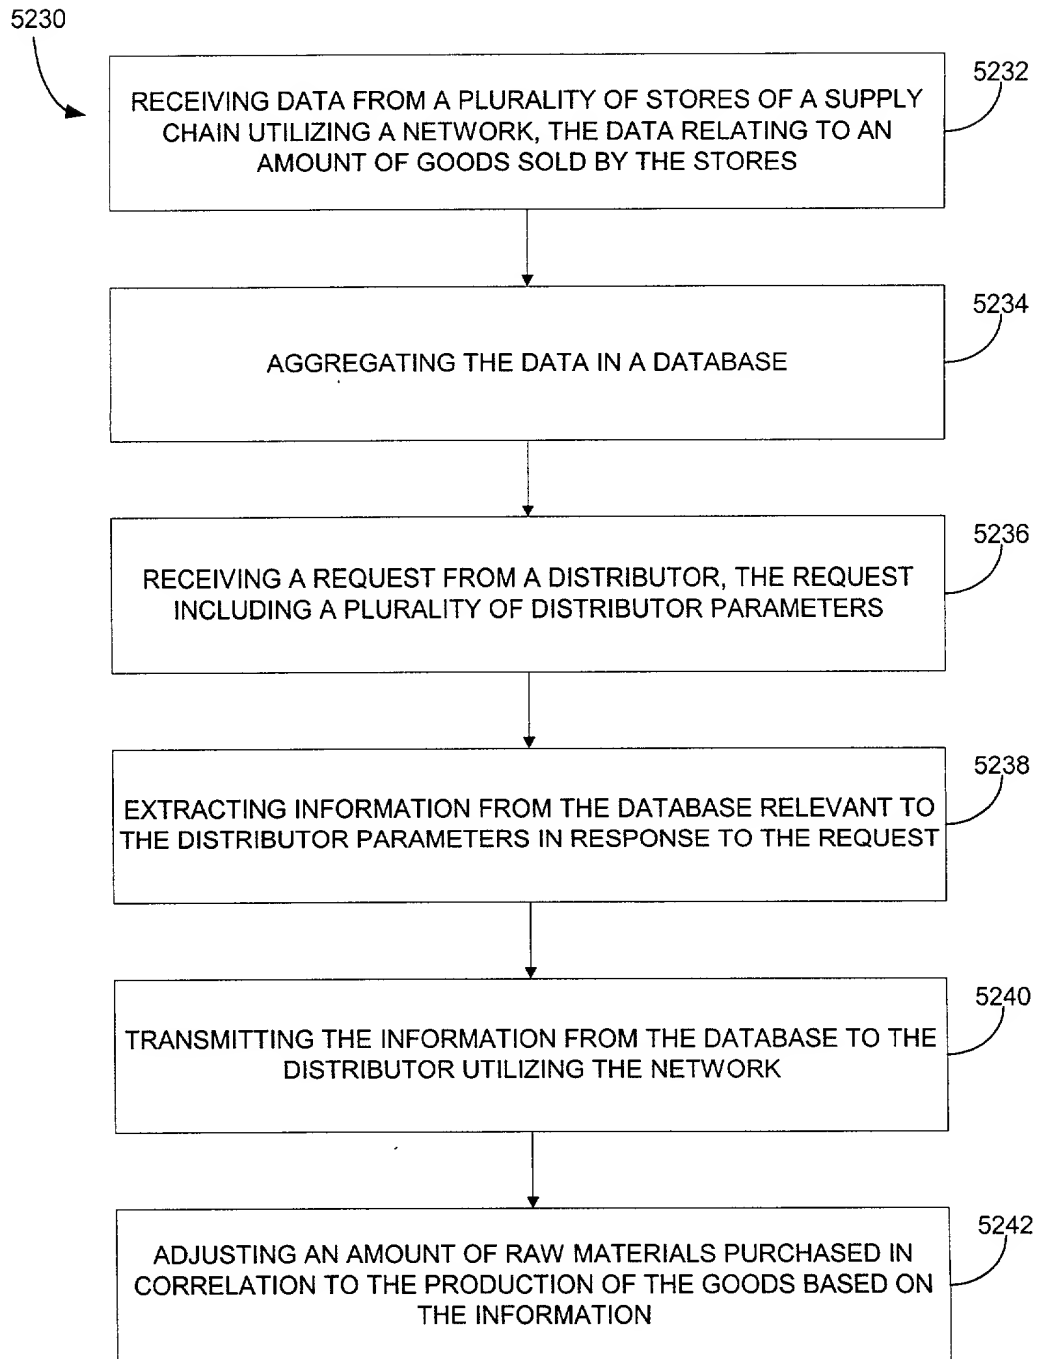 5230
5232
RECEIVING DATA FROM A PLURALITY OF STORES OF A SUPPLY
CHAIN UTILIZING A NETWORK, THE DATA RELATING TO AN
AMOUNT OF GOODS SOLD BY THE STORES
5234
AGGREGATING THE DATA IN A DATABASE
5236
RECEIVING A REQUEST FROM A DISTRIBUTOR, THE REQUEST
INCLUDING A PLURALITY OF DISTRIBUTOR PARAMETERS
5238
EXTRACTING INFORMATION FROM THE DATABASE RELEVANT TO
THE DISTRIBUTOR PARAMETERS IN RESPONSE TO THE REQUEST
5240
TRANSMITTING THE INFORMATION FROM THE DATABASE TO THE
DISTRIBUTOR UTILIZING THE NETWORK
5242
ADJUSTING AN AMOUNT OF RAW MATERIALS PURCHASED IN
CORRELATION TO THE PRODUCTION OF THE GOODS BASED ON
THE INFORMATION